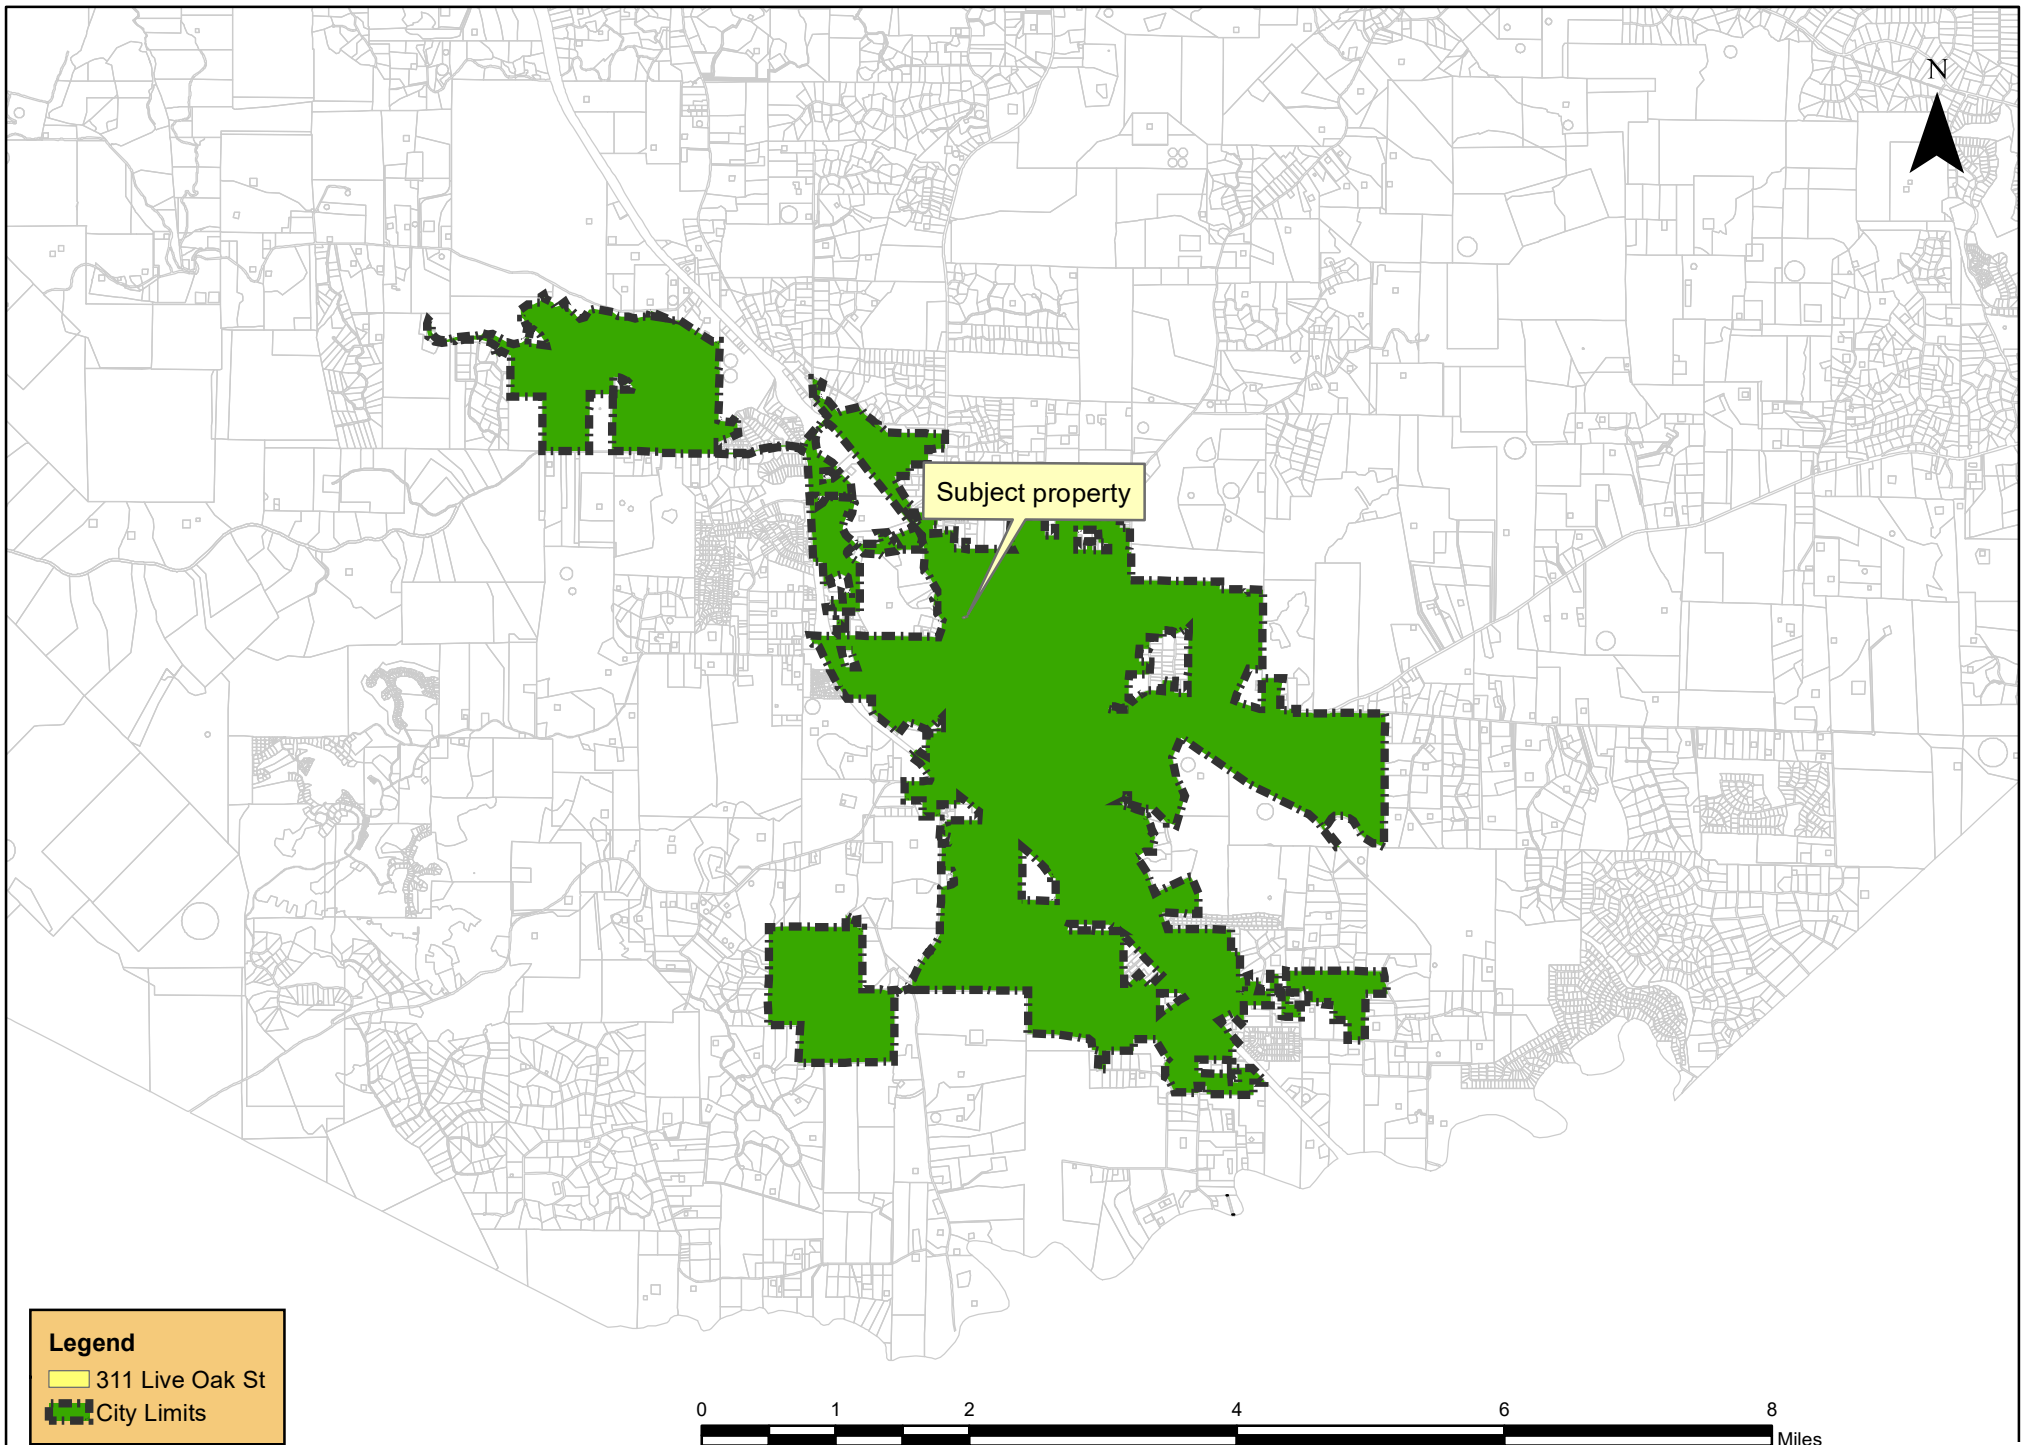 N
Subject property
Legend
311 Live Oak St
City Limits
0 1 2 4 6 8
Miles